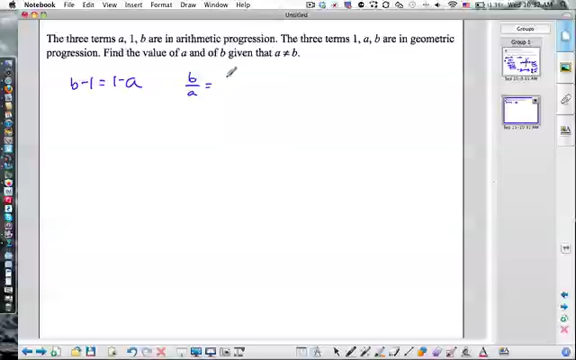 Notebook File Edit View Insert Format Draw Window Help
Untitled
The three terms a, 1, b are in arithmetic progression. The three terms 1, a, b are in geometric
progression. Find the value of a and of b given that a ≠ b.
b-1 = 1-a b/a =
Groups
Group 1